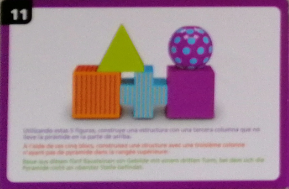 11
Utilizando estas 5 figuras, construye una estructura con una tercera columna que no
lleve la pirámide en la parte de arriba.
A l'aide de ces cinq blocs, construisez une structure avec une troisième colonne
n'ayant pas de pyramide dans la rangée supérieure.
Baue aus diesen fünf Bausteinen ein Gebilde mit einem dritten Turm, bei dem sich die
Pyramide nicht an oberster Stelle befindet.